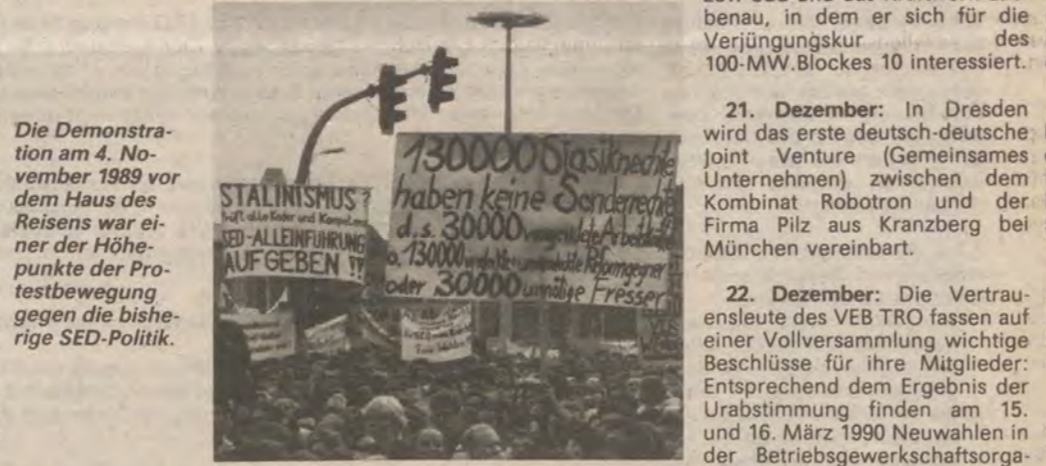 Die Demonstra-
tion am 4. No-
vember 1989 vor
dem Haus des
Reisens war ei-
ner der Höhe-
punkte der Pro-
testbewegung
gegen die bishe-
rige SED-Politik.
STALINISMUS?
alle Kader und
SED-ALLEINFÜHRUNG
AUFGEBEN !!
130000 Stasiknechte
haben keine Sonderrechte
d.s. 30000
o. 130000 Reformgegner
oder 30000 unnötige Fresser
benau, in dem er sich für die
Verjüngungskur des
100-MW.Blockes 10 interessiert.
21. Dezember: In Dresden
wird das erste deutsch-deutsche
Joint Venture (Gemeinsames
Unternehmen) zwischen dem
Kombinat Robotron und der
Firma Pilz aus Kranzberg bei
München vereinbart.
22. Dezember: Die Vertrau-
ensleute des VEB TRO fassen auf
einer Vollversammlung wichtige
Beschlüsse für ihre Mitglieder:
Entsprechend dem Ergebnis der
Urabstimmung finden am 15.
und 16. März 1990 Neuwahlen in
der Betriebsgewerkschaftsorga-